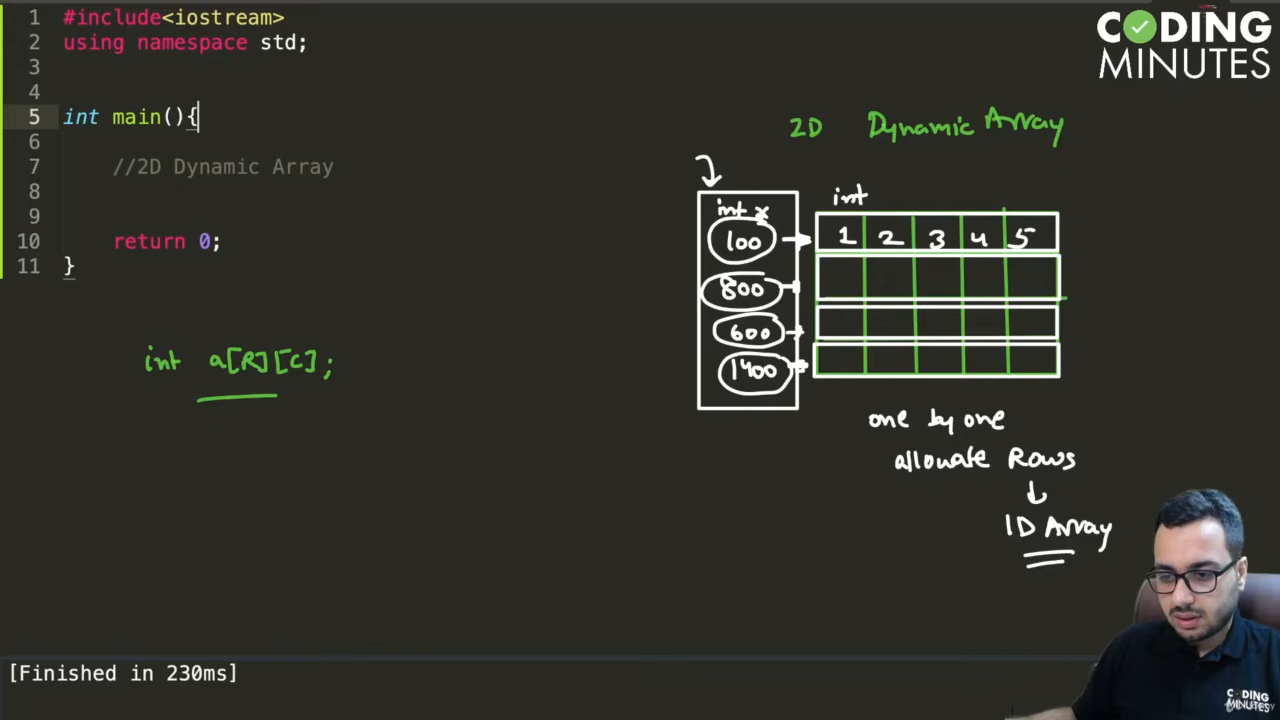 1 #include<iostream>
2 using namespace std;
3
4
5 int main(){
6
7 //2D Dynamic Array
8
9
10 return 0;
11 }
CODING
MINUTES
2D Dynamic Array
int
int *
100 1 2 3 4 5
800
600
1400
int a[R][C];
one by one
allocate Rows
1D Array
[Finished in 230ms]
CODING
MINUTES